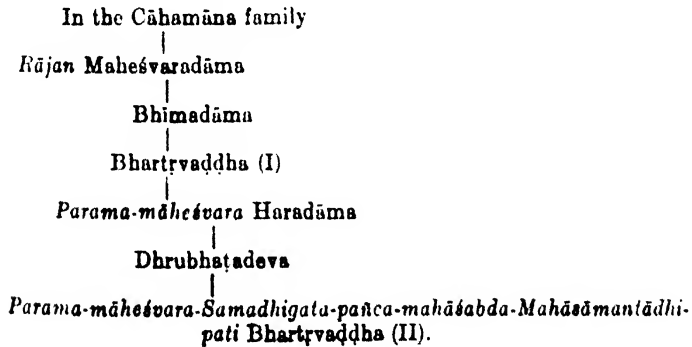 In the Cāhamāna family
Rājan Maheśvaradāma
Bhimadāma
Bhartṛvaḍḍha (I)
Parama-māheśvara Haradāma
Dhrubhaṭadeva
Parama-māheśvara-Samadhigata-pañca-mahāśabda-Mahāsāmantādhi-
pati Bhartṛvaḍḍha (II).